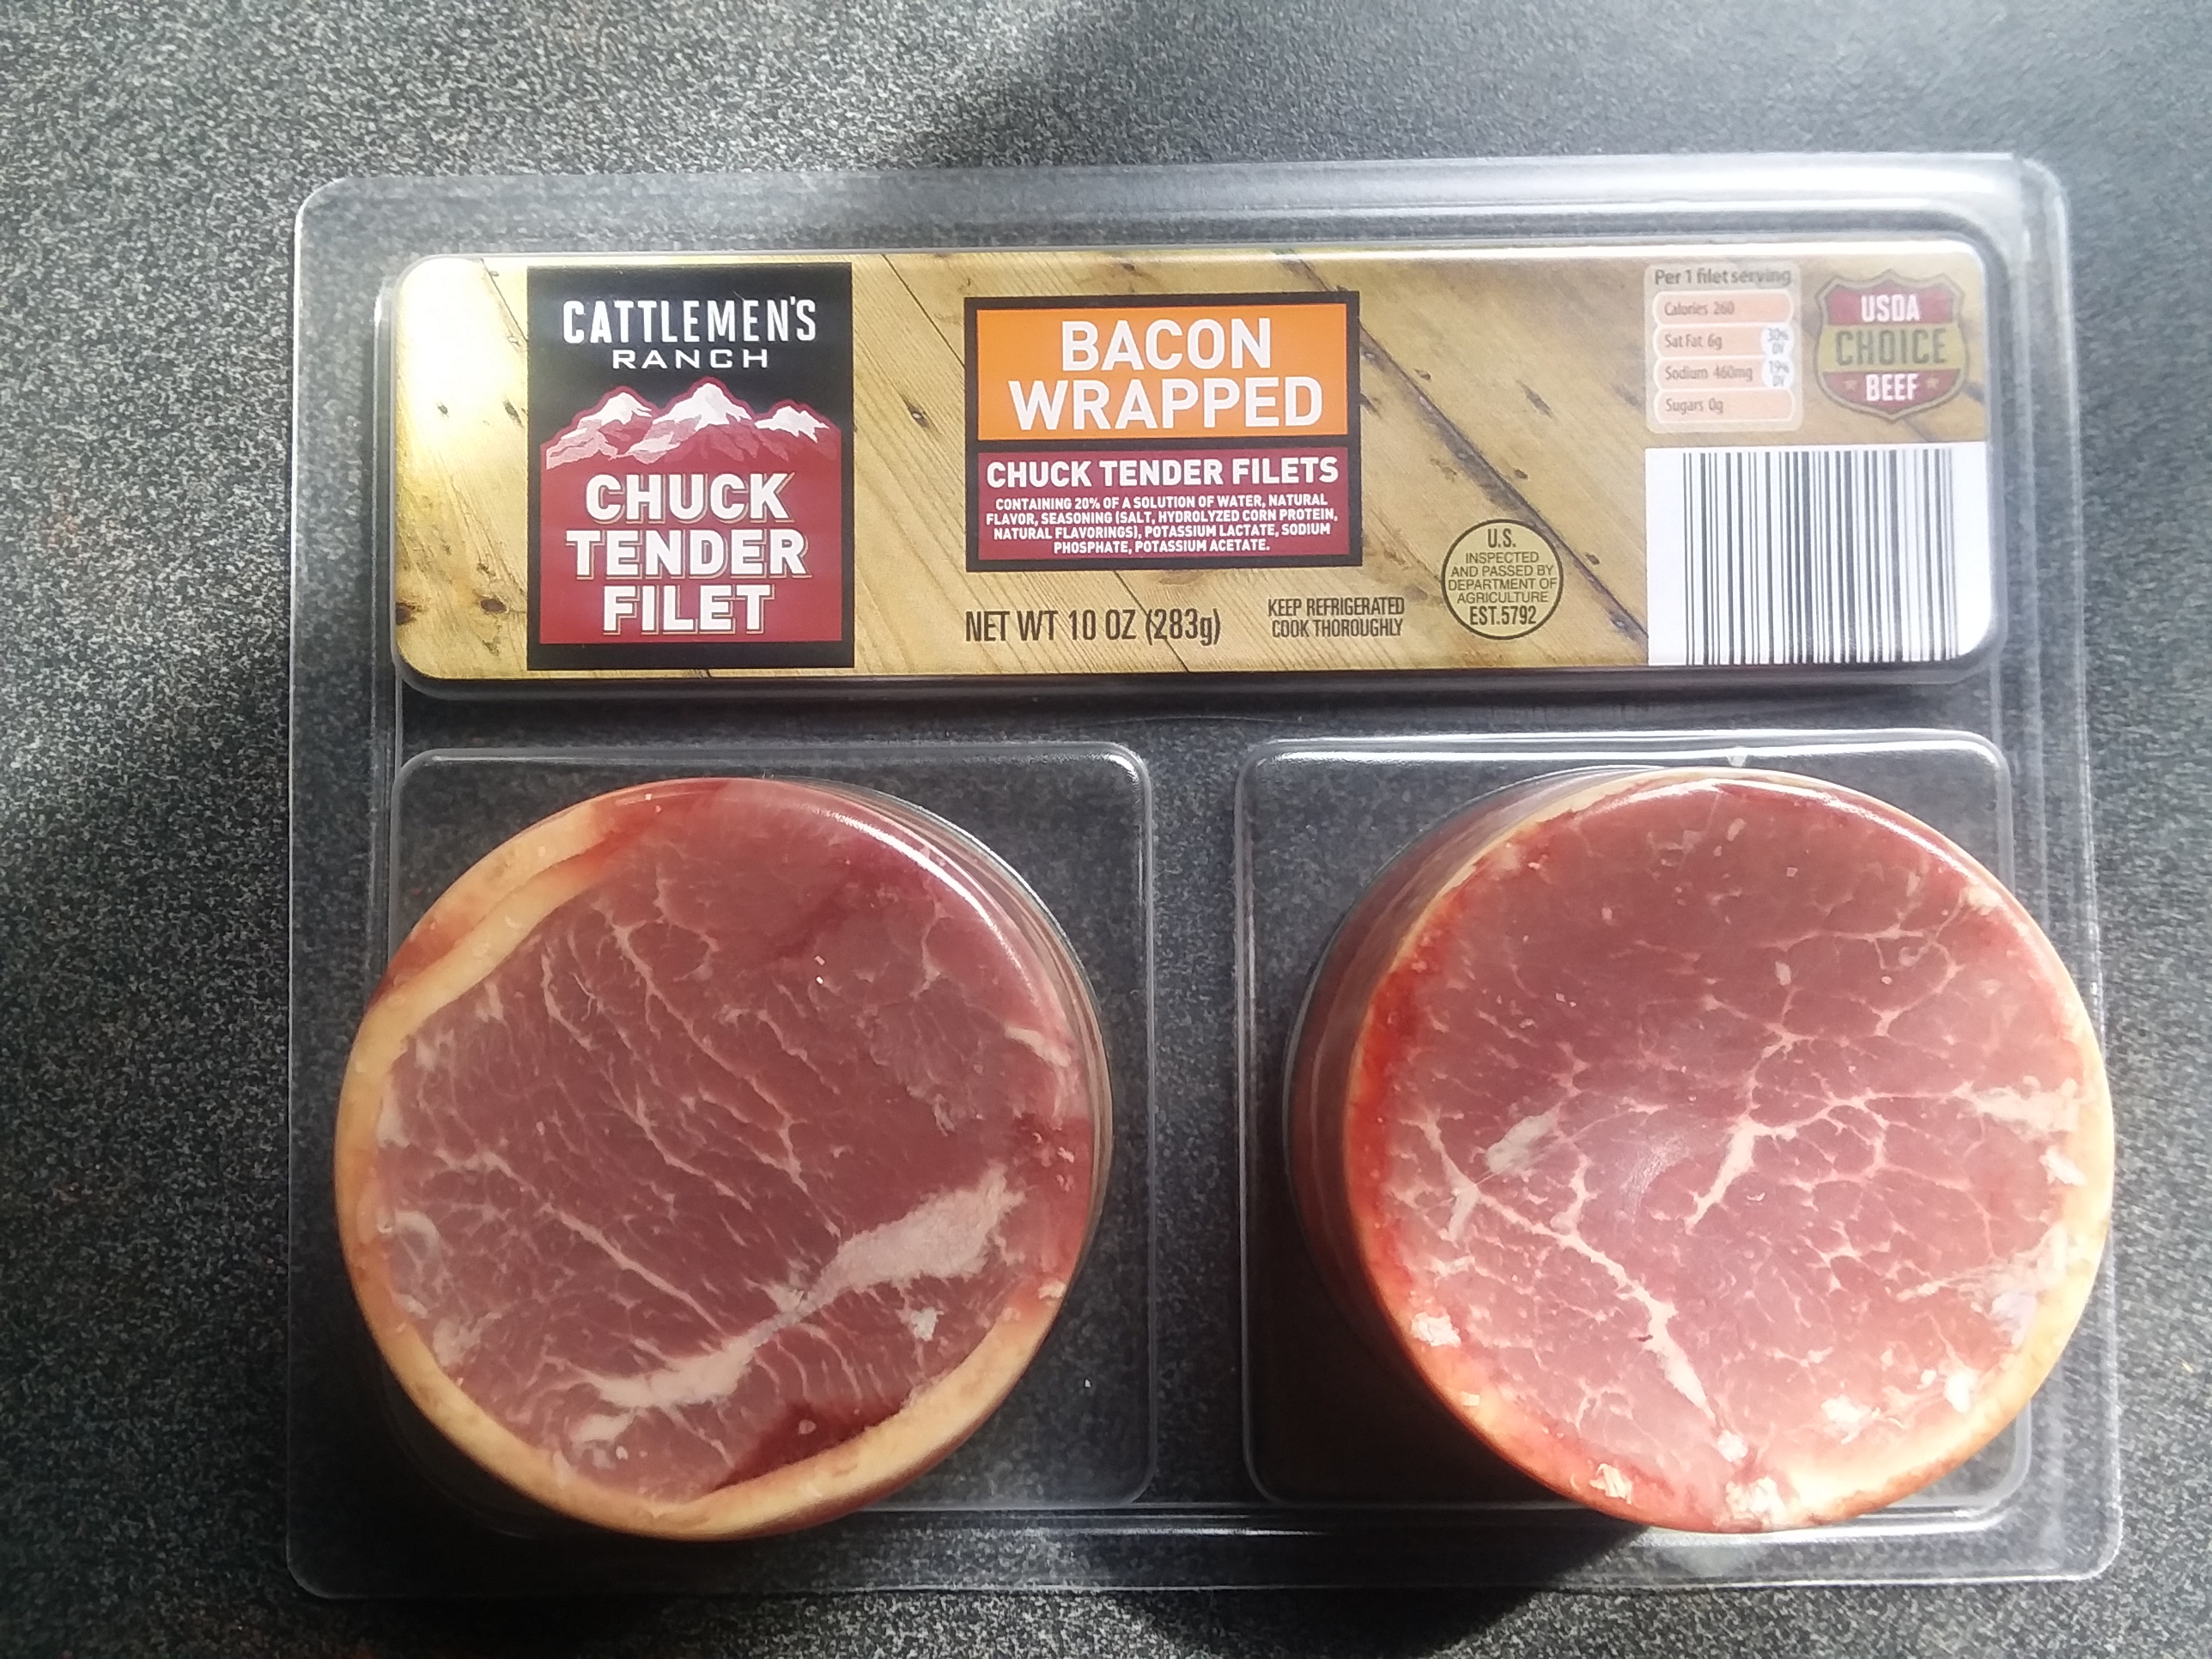 CATTLEMEN'S
RANCH
CHUCK
TENDER
FILET
BACON
WRAPPED
CHUCK TENDER FILETS
CONTAINING 20% OF A SOLUTION OF WATER, NATURAL
FLAVOR, SEASONING (SALT, HYDROLYZED CORN PROTEIN,
NATURAL FLAVORINGS), POTASSIUM LACTATE, SODIUM
PHOSPHATE, POTASSIUM ACETATE.
NET WT 10 OZ (283g)
KEEP REFRIGERATED
COOK THOROUGHLY
U.S.
INSPECTED
AND PASSED BY
DEPARTMENT OF
AGRICULTURE
EST.5792
Per 1 filet serving
Calories 260
Sat Fat 6g 30% DV
Sodium 460mg 19% DV
Sugars 0g
USDA
CHOICE
BEEF